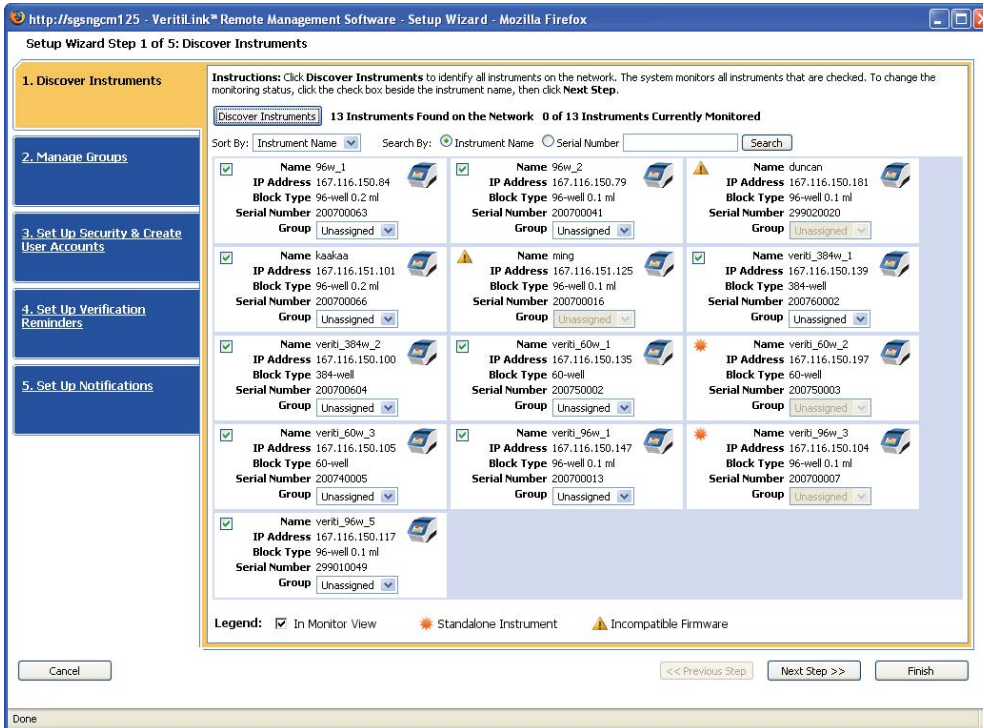 http://sgsngcm125 - VeritiLink™ Remote Management Software - Setup Wizard - Mozilla Firefox
Setup Wizard Step 1 of 5: Discover Instruments
1. Discover Instruments
2. Manage Groups
3. Set Up Security & Create
User Accounts
4. Set Up Verification
Reminders
5. Set Up Notifications
Instructions: Click Discover Instruments to identify all instruments on the network. The system monitors all instruments that are checked. To change the
monitoring status, click the check box beside the instrument name, then click Next Step.
Discover Instruments 13 Instruments Found on the Network 0 of 13 Instruments Currently Monitored
Sort By: Instrument Name Search By: Instrument Name Serial Number Search
Name 96w_1
IP Address 167.116.150.84
Block Type 96-well 0.2 ml
Serial Number 200700063
Group Unassigned
Name 96w_2
IP Address 167.116.150.79
Block Type 96-well 0.1 ml
Serial Number 200700041
Group Unassigned
Name duncan
IP Address 167.116.150.181
Block Type 96-well 0.1 ml
Serial Number 299020020
Group Unassigned
Name kaakaa
IP Address 167.116.151.101
Block Type 96-well 0.2 ml
Serial Number 200700066
Group Unassigned
Name ming
IP Address 167.116.151.125
Block Type 96-well 0.1 ml
Serial Number 200700016
Group Unassigned
Name veriti_384w_1
IP Address 167.116.150.139
Block Type 384-well
Serial Number 200760002
Group Unassigned
Name veriti_384w_2
IP Address 167.116.150.100
Block Type 384-well
Serial Number 200700604
Group Unassigned
Name veriti_60w_1
IP Address 167.116.150.135
Block Type 60-well
Serial Number 200750002
Group Unassigned
Name veriti_60w_2
IP Address 167.116.150.197
Block Type 60-well
Serial Number 200750003
Group Unassigned
Name veriti_60w_3
IP Address 167.116.150.105
Block Type 60-well
Serial Number 200740005
Group Unassigned
Name veriti_96w_1
IP Address 167.116.150.147
Block Type 96-well 0.1 ml
Serial Number 200700013
Group Unassigned
Name veriti_96w_3
IP Address 167.116.150.104
Block Type 96-well 0.1 ml
Serial Number 200700007
Group Unassigned
Name veriti_96w_5
IP Address 167.116.150.117
Block Type 96-well 0.1 ml
Serial Number 299010049
Group Unassigned
Legend: In Monitor View Standalone Instrument Incompatible Firmware
Cancel << Previous Step Next Step >> Finish
Done